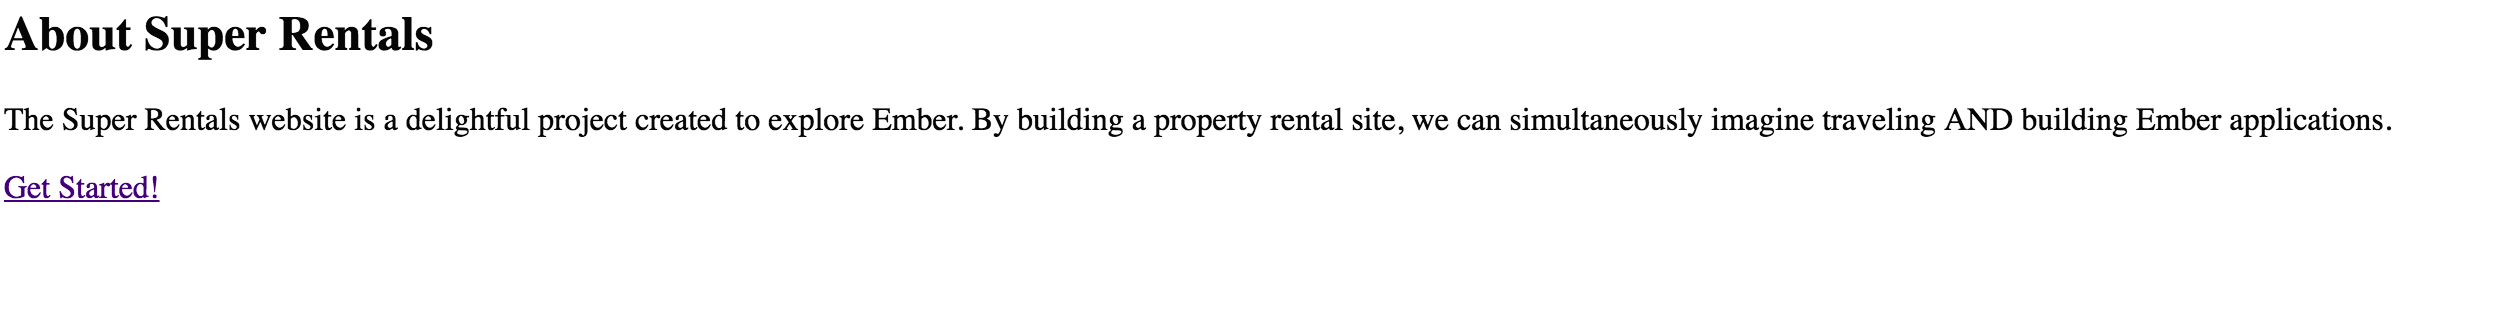 About Super Rentals
The Super Rentals website is a delightful project created to explore Ember. By building a property rental site, we can simultaneously imagine traveling AND building Ember applications.
Get Started!